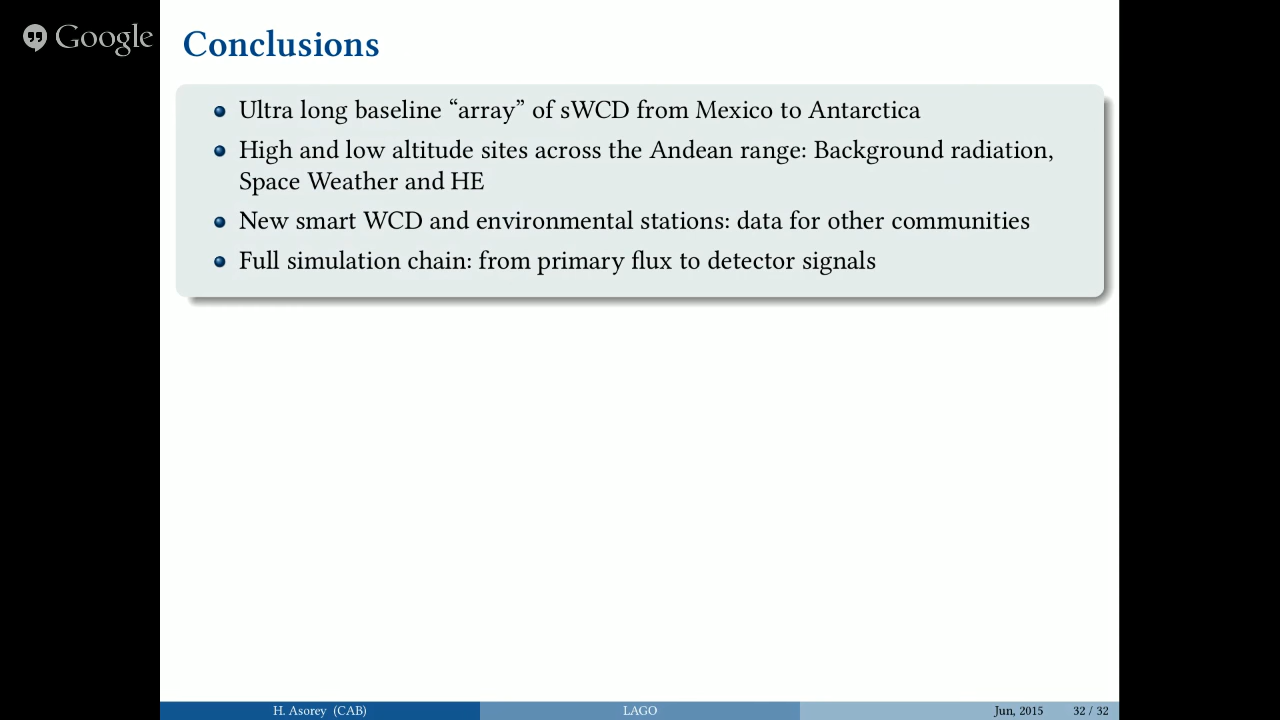 Google
Conclusions
Ultra long baseline “array” of sWCD from Mexico to Antarctica
High and low altitude sites across the Andean range: Background radiation,
Space Weather and HE
New smart WCD and environmental stations: data for other communities
Full simulation chain: from primary flux to detector signals
H. Asorey (CAB) LAGO Jun, 2015 32 / 32